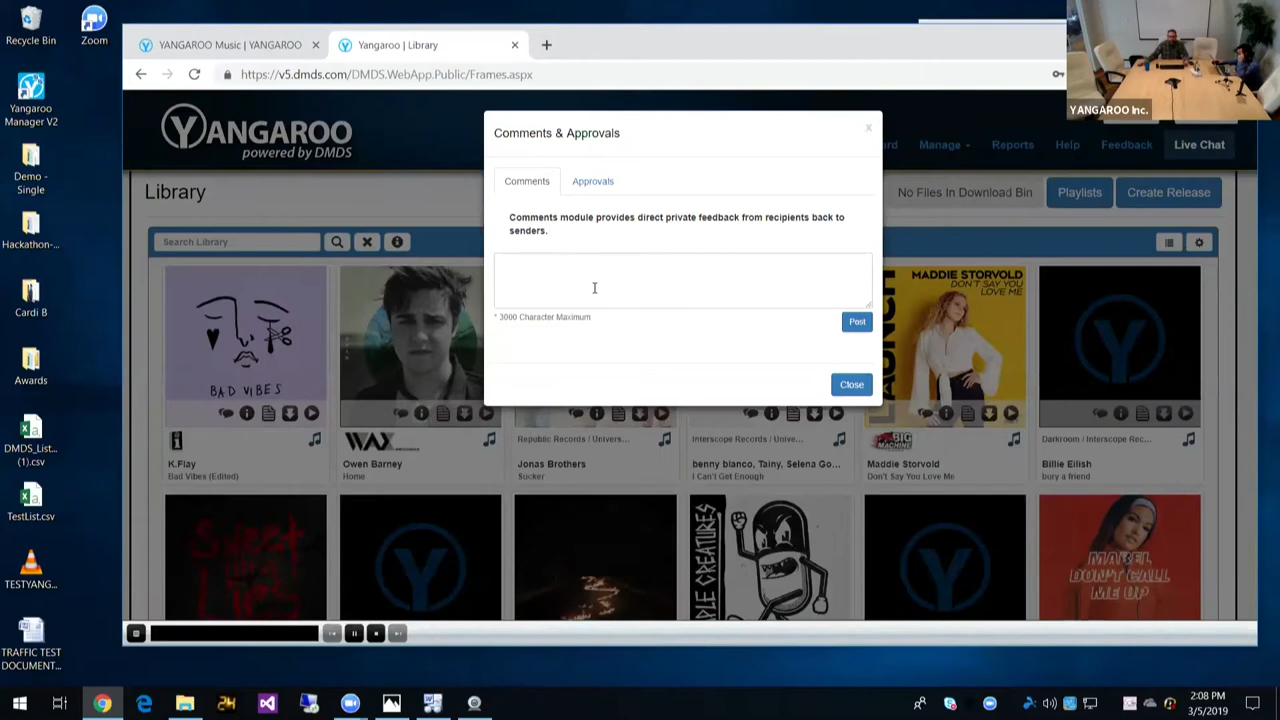 Recycle Bin
Zoom
Yangaroo
Manager V2
Demo -
Single
Hackathon-...
Cardi B
Awards
DMDS_List...
(1).csv
TestList.csv
TESTYANG...
TRAFFIC TEST
DOCUMENT...
YANGAROO Music | YANGAROO
Yangaroo | Library
https://v5.dmds.com/DMDS.WebApp.Public/Frames.aspx
YANGAROO Inc.
YANGAROO
powered by DMDS
Manage
Reports
Help
Feedback
Live Chat
Library
No Files In Download Bin
Playlists
Create Release
Search Library
Comments & Approvals
x
Comments
Approvals
Comments module provides direct private feedback from recipients back to
senders.
* 3000 Character Maximum
Post
Close
BAD VIBES
MADDIE STORVOLD
DON'T SAY YOU
LOVE ME
WAX
Republic Records / Univers...
Interscope Records / Unive...
BIG
MACHINE
Darkroom / Interscope Rec...
K.Flay
Bad Vibes (Edited)
Owen Barney
Home
Jonas Brothers
Sucker
benny blanco, Tainy, Selena Go...
I Can't Get Enough
Maddie Storvold
Don't Say You Love Me
Billie Eilish
bury a friend
PLE CREATURES
MABEL
DON'T CALL
ME UP
2:08 PM
3/5/2019